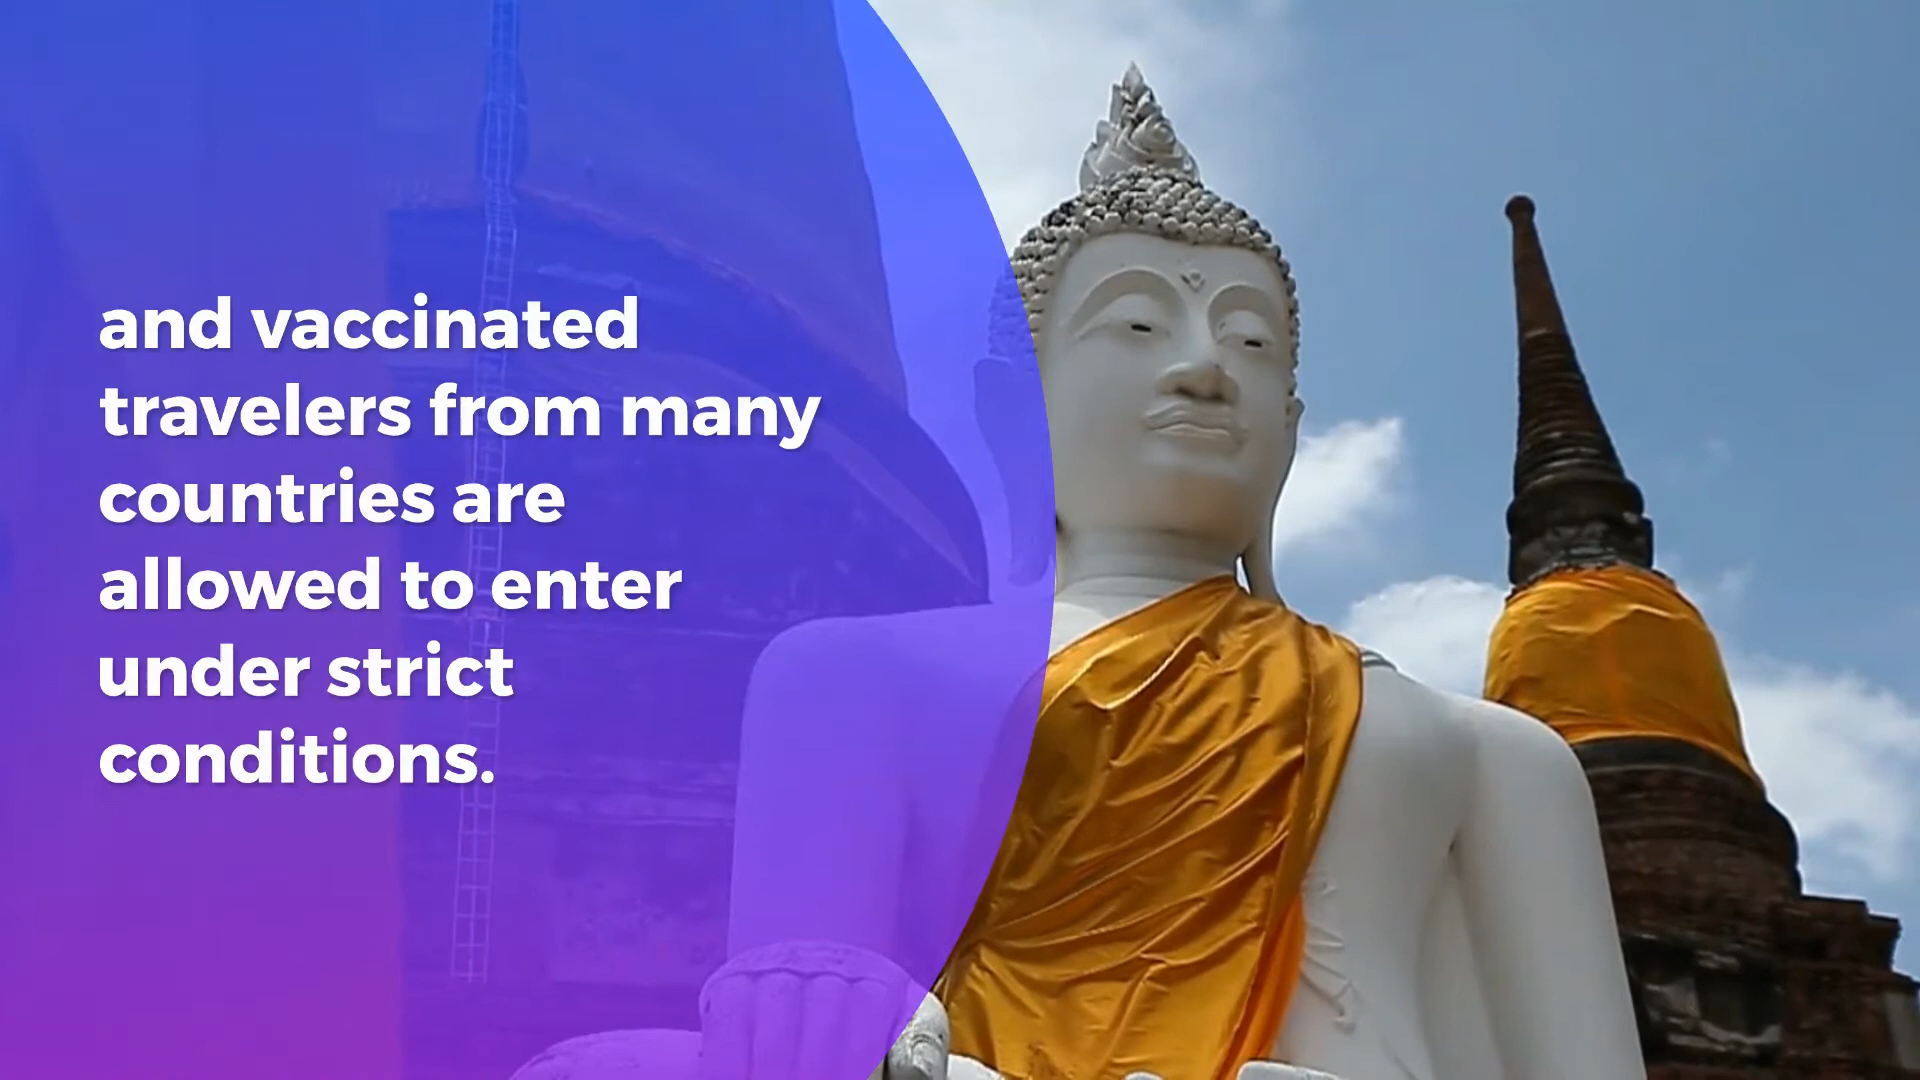 and vaccinated
travelers from many
countries are
allowed to enter
under strict
conditions.